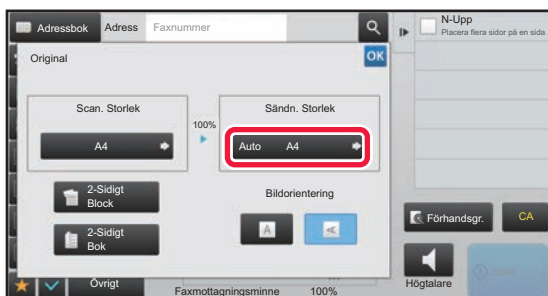 Adressbok Adress Faxnummer
N-Upp
Placera flera sidor på en sida
Original OK
Scan. Storlek
Sändn. Storlek
100%
A4
Auto A4
2-Sidigt
Block
Bildorientering
A A
2-Sidigt
Bok
Förhandsgr. CA
Högtalare
Start
Övrigt
Faxmottagningsminne 100%